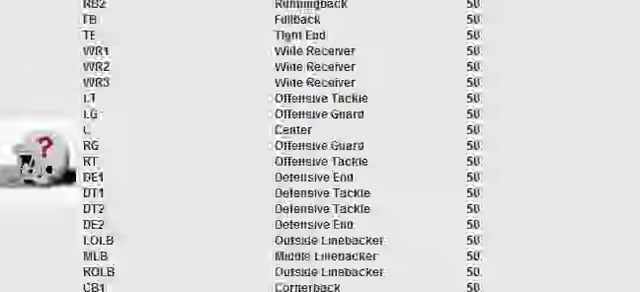 RB2 Runningback 50
FB Fullback 50
TE Tight End 50
WR1 Wide Receiver 50
WR2 Wide Receiver 50
WR3 Wide Receiver 50
LT Offensive Tackle 50
LG Offensive Guard 50
C Center 50
RG Offensive Guard 50
RT Offensive Tackle 50
DE1 Defensive End 50
DT1 Defensive Tackle 50
DT2 Defensive Tackle 50
DE2 Defensive End 50
LOLB Outside Linebacker 50
MLB Middle Linebacker 50
ROLB Outside Linebacker 50
CB1 Cornerback 50
?